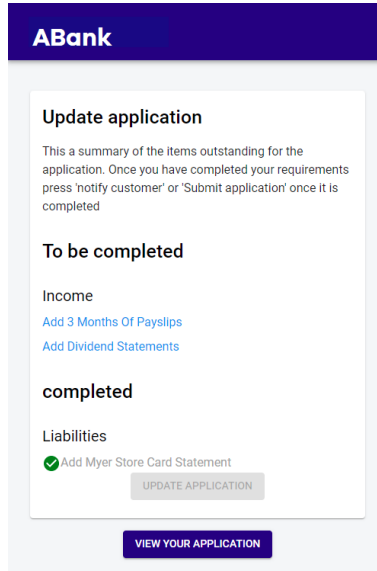 ABank
Update application
This a summary of the items outstanding for the
application. Once you have completed your requirements
press 'notify customer' or 'Submit application' once it is
completed
To be completed
Income
Add 3 Months Of Payslips
Add Dividend Statements
completed
Liabilities
Add Myer Store Card Statement
UPDATE APPLICATION
VIEW YOUR APPLICATION